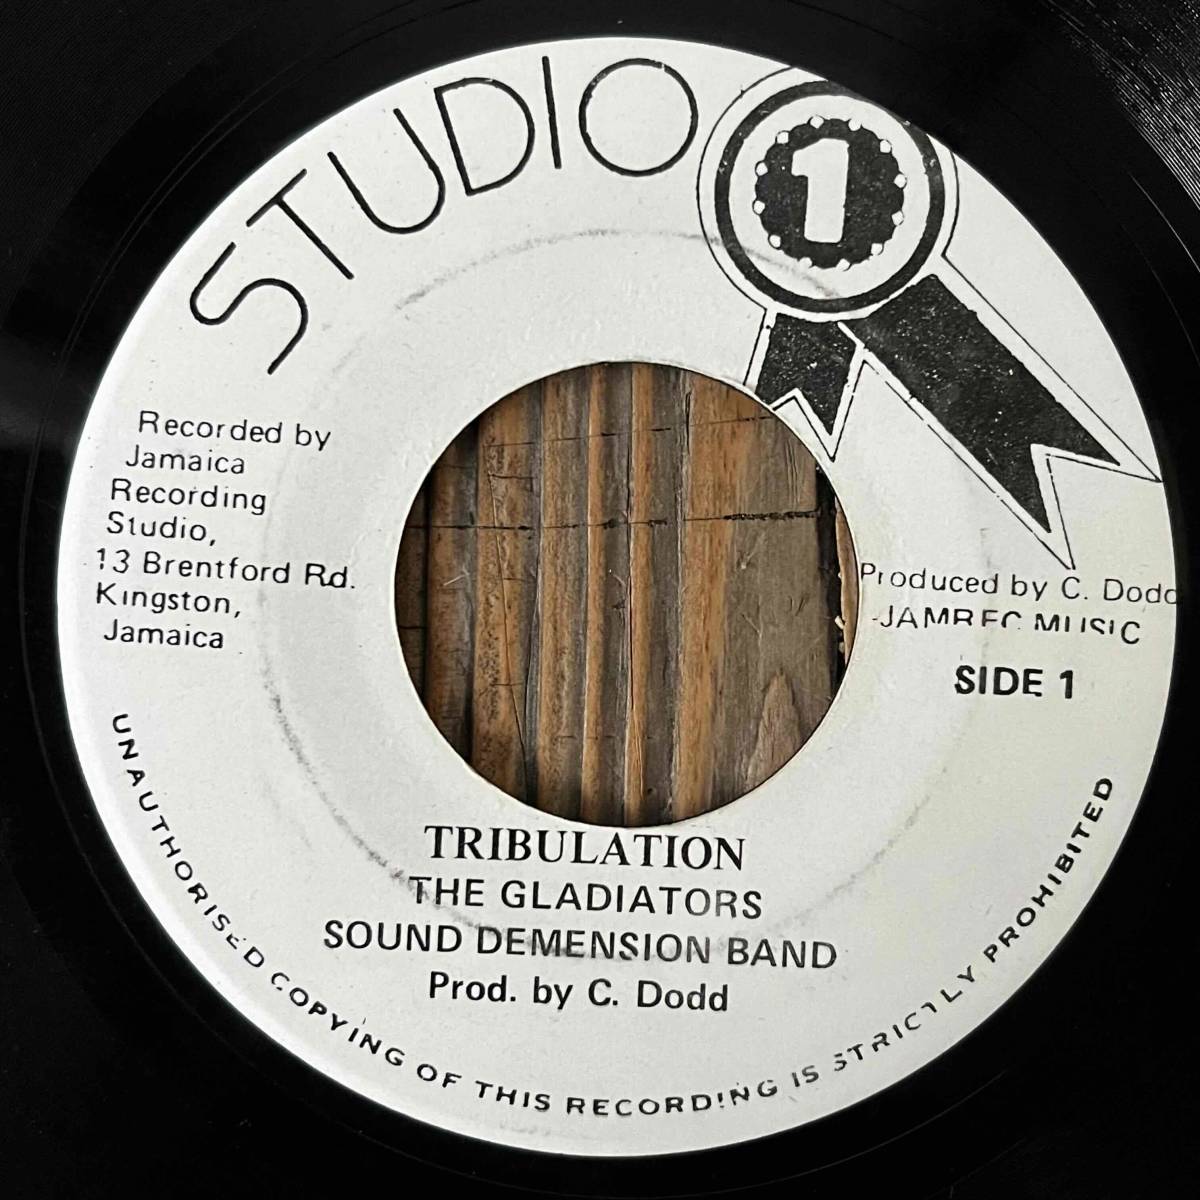 STUDIO
1
Recorded by
Jamaica
Recording
Studio,
13 Brentford Rd.
Kingston,
Jamaica
Produced by C. Dodd
JAMREC MUSIC
SIDE 1
TRIBULATION
THE GLADIATORS
SOUND DEMENSION BAND
Prod. by C. Dodd
UNAUTHORISED COPYING OF THIS RECORDING IS STRICTLY PROHIBITED